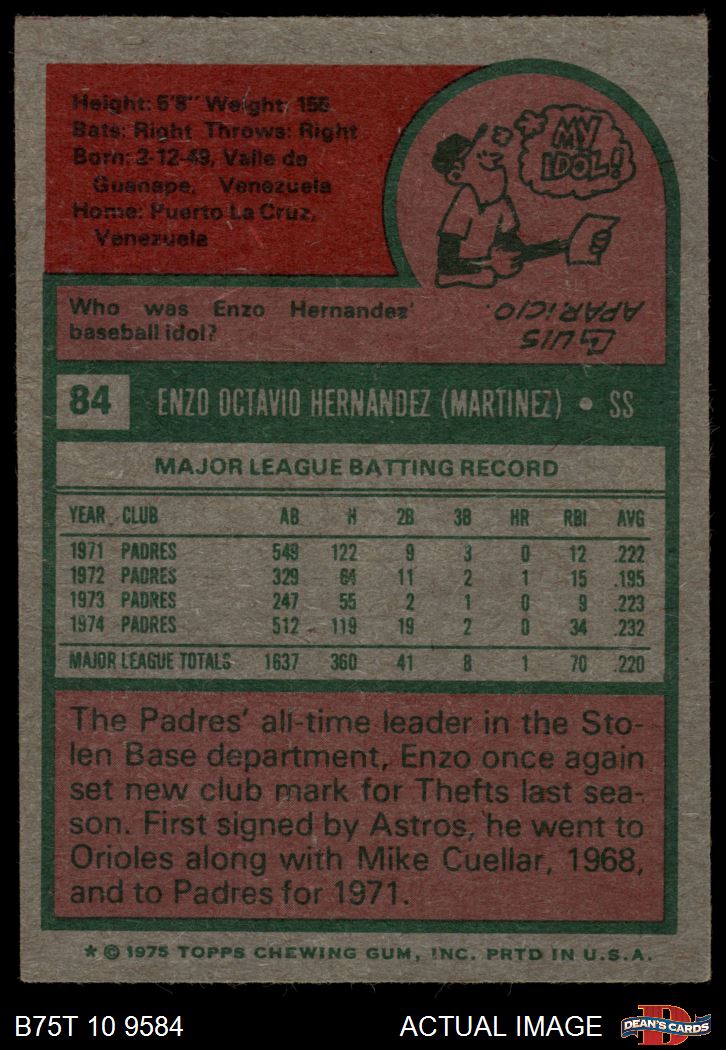 Height: 5'8" Weight: 155
Bats: Right Throws: Right
Born: 2-12-49, Valle de
Guanape, Venezuela
Home: Puerto La Cruz,
Venezuela
MY
IDOL!
Who was Enzo Hernandez'
baseball idol?
LUIS
APARICIO.
84 ENZO OCTAVIO HERNANDEZ (MARTINEZ) • SS
MAJOR LEAGUE BATTING RECORD
YEAR CLUB AB H 2B 3B HR RBI AVG
1971 PADRES 549 122 9 3 0 12 .222
1972 PADRES 329 64 11 2 1 15 .195
1973 PADRES 247 55 2 1 0 9 .223
1974 PADRES 512 119 19 2 0 34 .232
MAJOR LEAGUE TOTALS 1637 360 41 8 1 70 .220
The Padres' all-time leader in the Sto-
len Base department, Enzo once again
set new club mark for Thefts last sea-
son. First signed by Astros, he went to
Orioles along with Mike Cuellar, 1968,
and to Padres for 1971.
* © 1975 TOPPS CHEWING GUM, INC. PRTD IN U.S.A.
B75T 10 9584 ACTUAL IMAGE DEAN'S CARDS